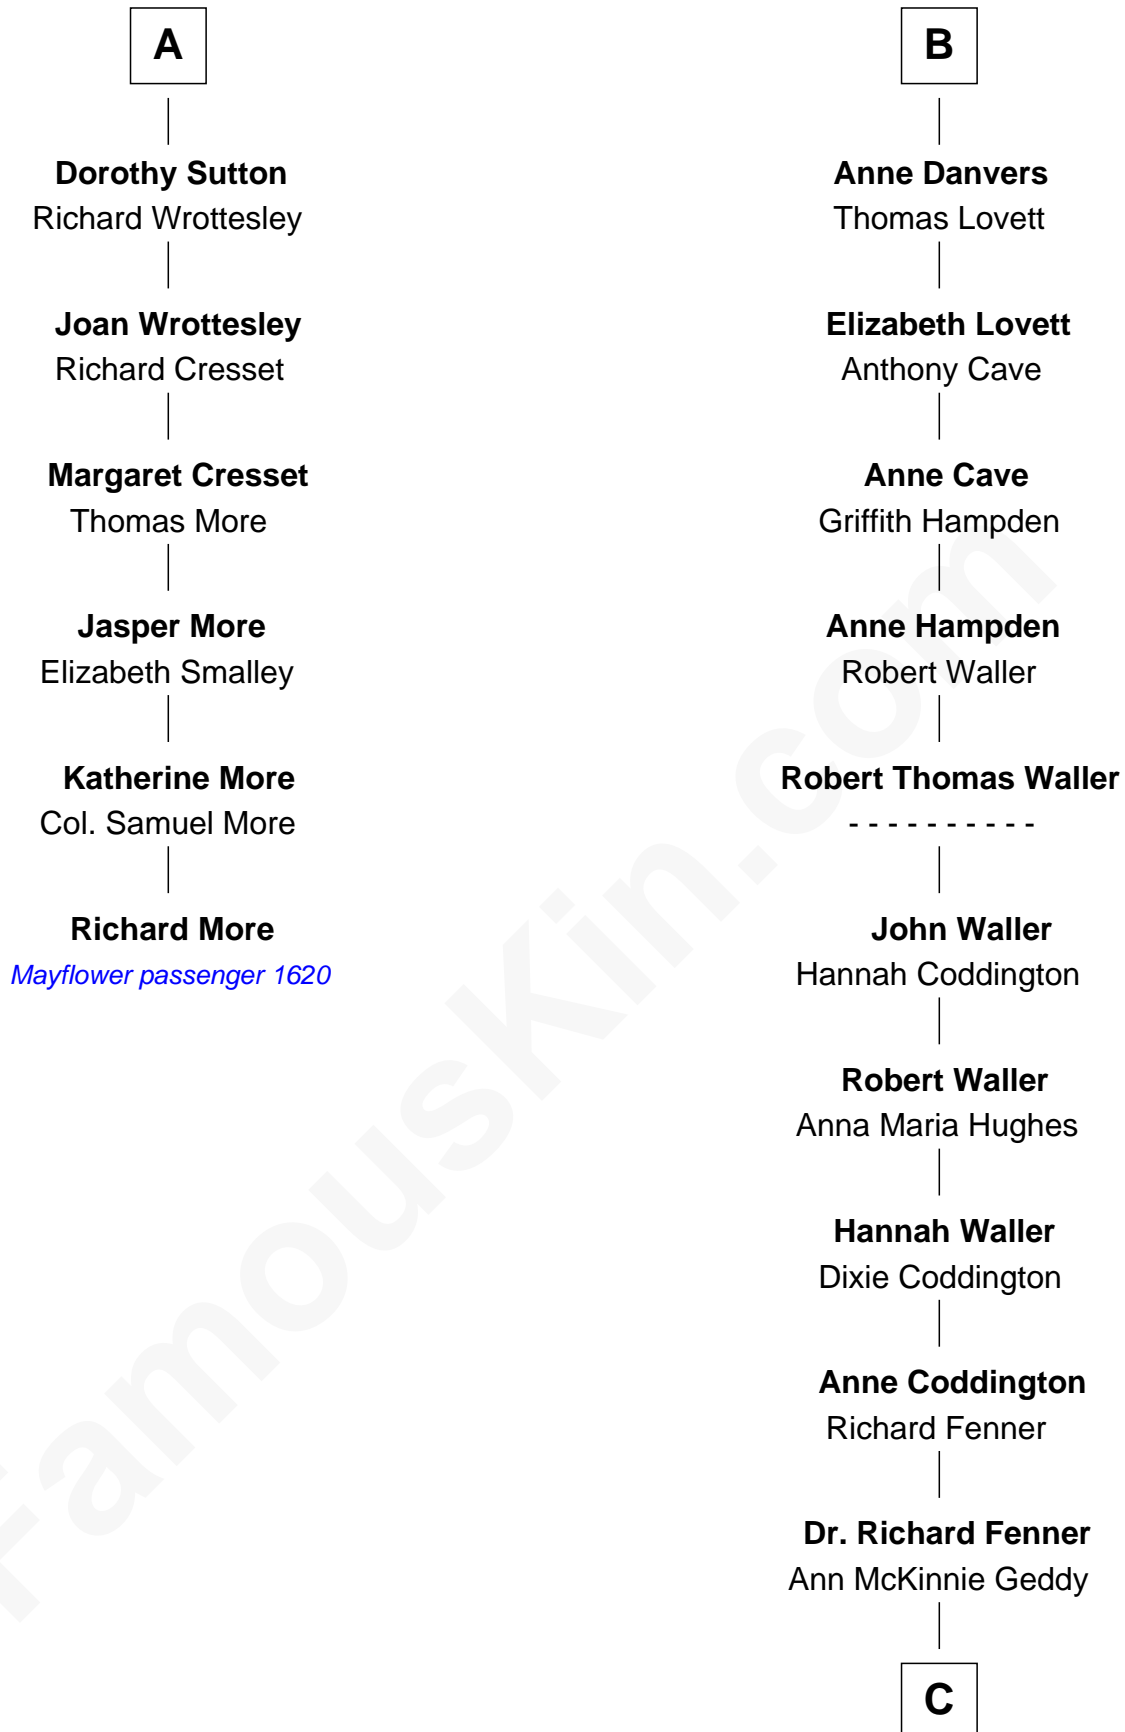 A
Dorothy Sutton
Richard Wrottesley
Joan Wrottesley
Richard Cresset
Margaret Cresset
Thomas More
Jasper More
Elizabeth Smalley
Katherine More
Col. Samuel More
Richard More
Mayflower passenger 1620
B
Anne Danvers
Thomas Lovett
Elizabeth Lovett
Anthony Cave
Anne Cave
Griffith Hampden
Anne Hampden
Robert Waller
Robert Thomas Waller
- - - - - - - - - -
John Waller
Hannah Coddington
Robert Waller
Anna Maria Hughes
Hannah Waller
Dixie Coddington
Anne Coddington
Richard Fenner
Dr. Richard Fenner
Ann McKinnie Geddy
C
FamousKin.com